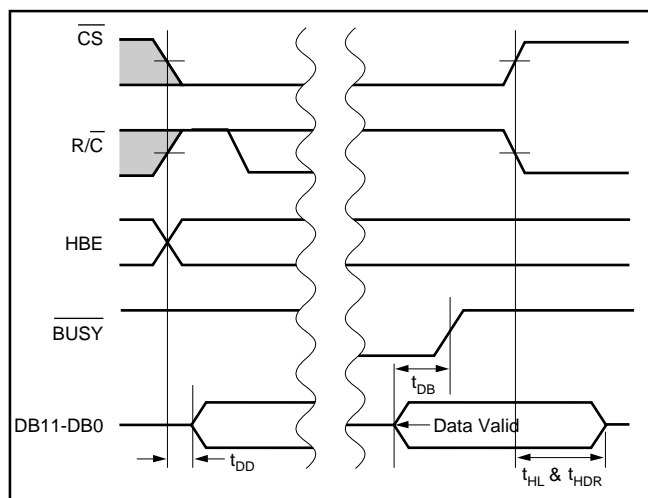 CS
R/C
HBE
BUSY
tDB
DB11-DB0
Data Valid
tDD
tHL & tHDR